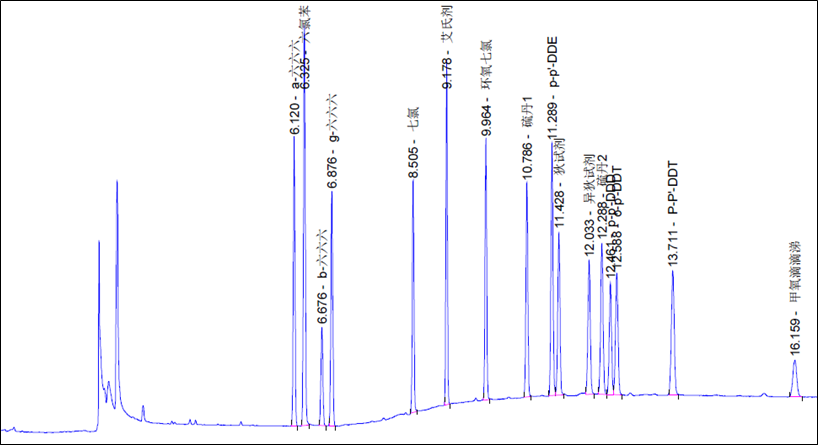 6.120 - a-六六六
6.325 - 六氯苯
6.676 - b-六六六
6.876 - g-六六六
8.505 - 七氯
9.178 - 艾氏剂
9.964 - 环氧七氯
10.786 - 硫丹1
11.289 - p-p'-DDE
11.428 - 狄试剂
12.033 - 异狄试剂
12.288 - 硫丹2
12.461 - p-p'-DDD
12.588 - o-p'-DDT
13.711 - P-P'-DDT
16.159 - 甲氧滴滴涕